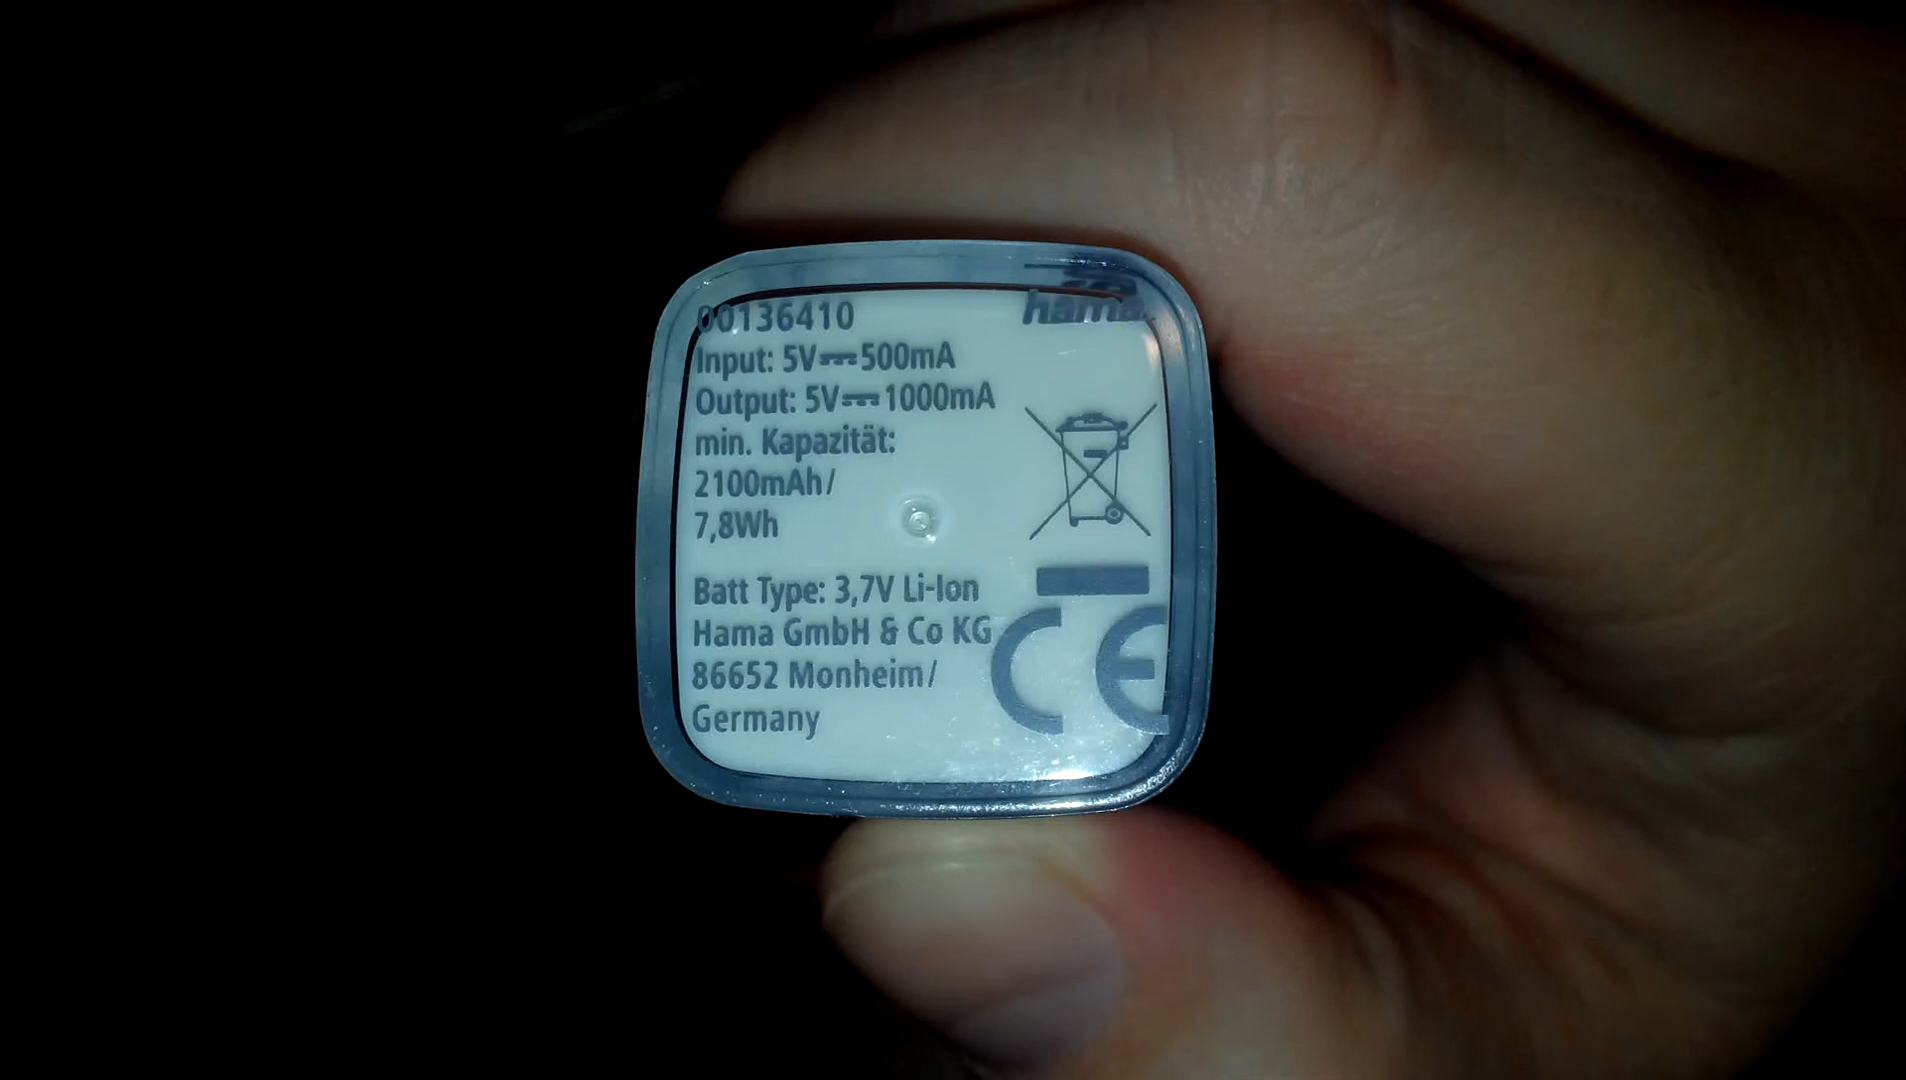 00136410
hama.
Input: 5V⎓500mA
Output: 5V⎓1000mA
min. Kapazität:
2100mAh/
7,8Wh
Batt Type: 3,7V Li-Ion
Hama GmbH & Co KG
86652 Monheim/
Germany
CE